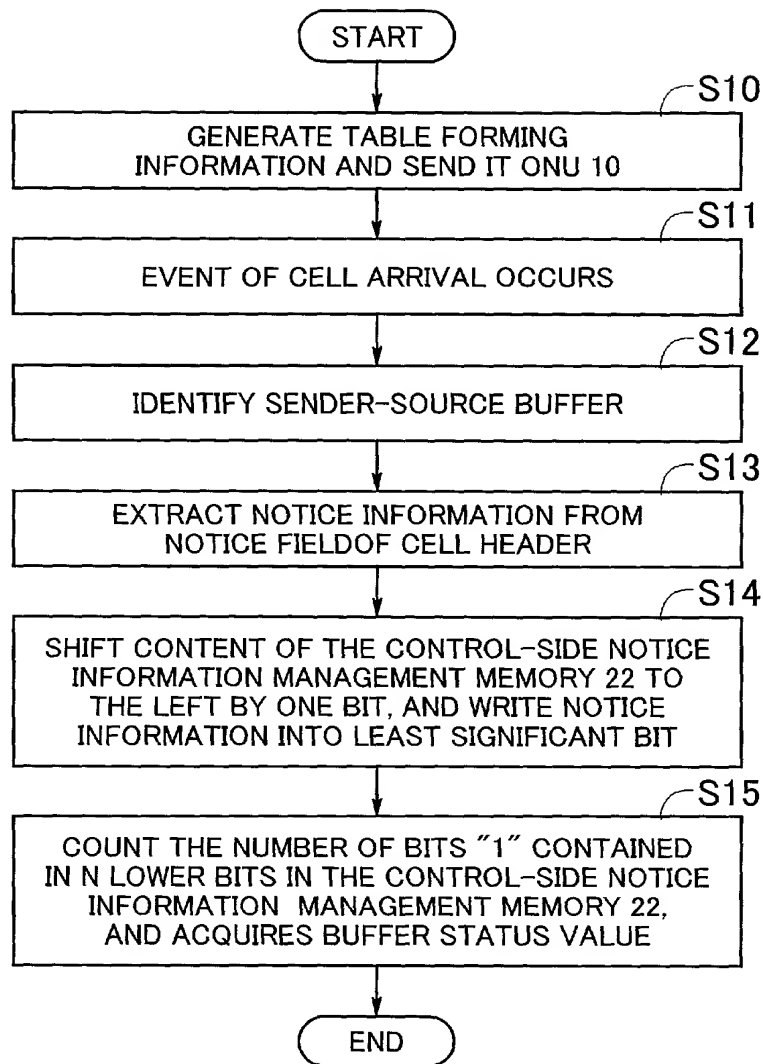 START
S10
GENERATE TABLE FORMING
INFORMATION AND SEND IT ONU 10
S11
EVENT OF CELL ARRIVAL OCCURS
S12
IDENTIFY SENDER-SOURCE BUFFER
S13
EXTRACT NOTICE INFORMATION FROM
NOTICE FIELDOF CELL HEADER
S14
SHIFT CONTENT OF THE CONTROL-SIDE NOTICE
INFORMATION MANAGEMENT MEMORY 22 TO
THE LEFT BY ONE BIT, AND WRITE NOTICE
INFORMATION INTO LEAST SIGNIFICANT BIT
S15
COUNT THE NUMBER OF BITS "1" CONTAINED
IN N LOWER BITS IN THE CONTROL-SIDE NOTICE
INFORMATION MANAGEMENT MEMORY 22,
AND ACQUIRES BUFFER STATUS VALUE
END